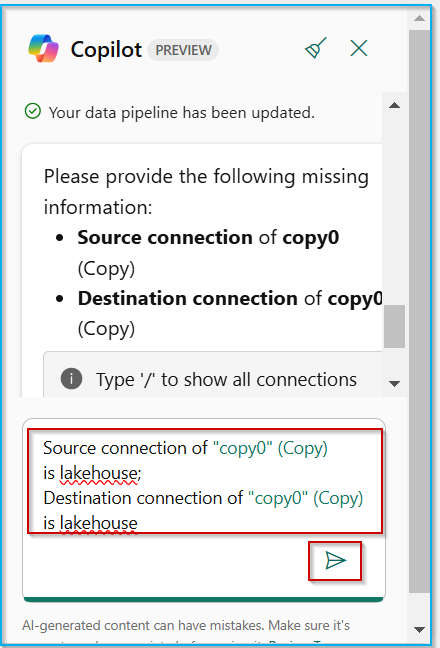 Copilot PREVIEW
Your data pipeline has been updated.
Please provide the following missing
information:
• Source connection of copy0
(Copy)
• Destination connection of copy0
(Copy)
Type '/' to show all connections
Source connection of "copy0" (Copy)
is lakehouse;
Destination connection of "copy0" (Copy)
is lakehouse
AI-generated content can have mistakes. Make sure it's